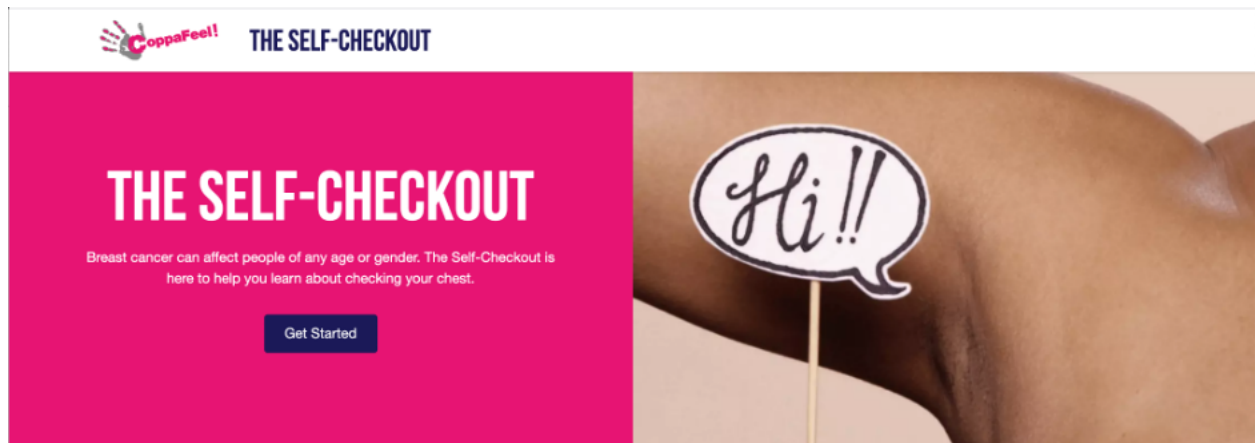 CoppaFeel!
THE SELF-CHECKOUT
THE SELF-CHECKOUT
Breast cancer can affect people of any age or gender. The Self-Checkout is
here to help you learn about checking your chest.
Get Started
Hi!!